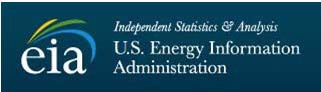 eia
Independent Statistics & Analysis
U.S. Energy Information
Administration